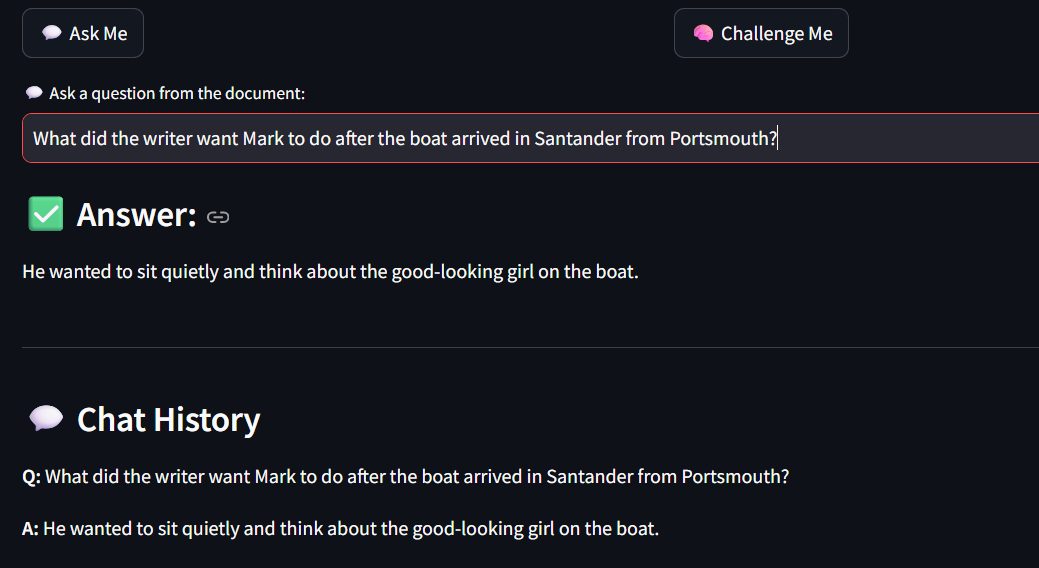 Ask Me
Challenge Me
Ask a question from the document:
What did the writer want Mark to do after the boat arrived in Santander from Portsmouth?
Answer:
He wanted to sit quietly and think about the good-looking girl on the boat.
Chat History
Q: What did the writer want Mark to do after the boat arrived in Santander from Portsmouth?
A: He wanted to sit quietly and think about the good-looking girl on the boat.